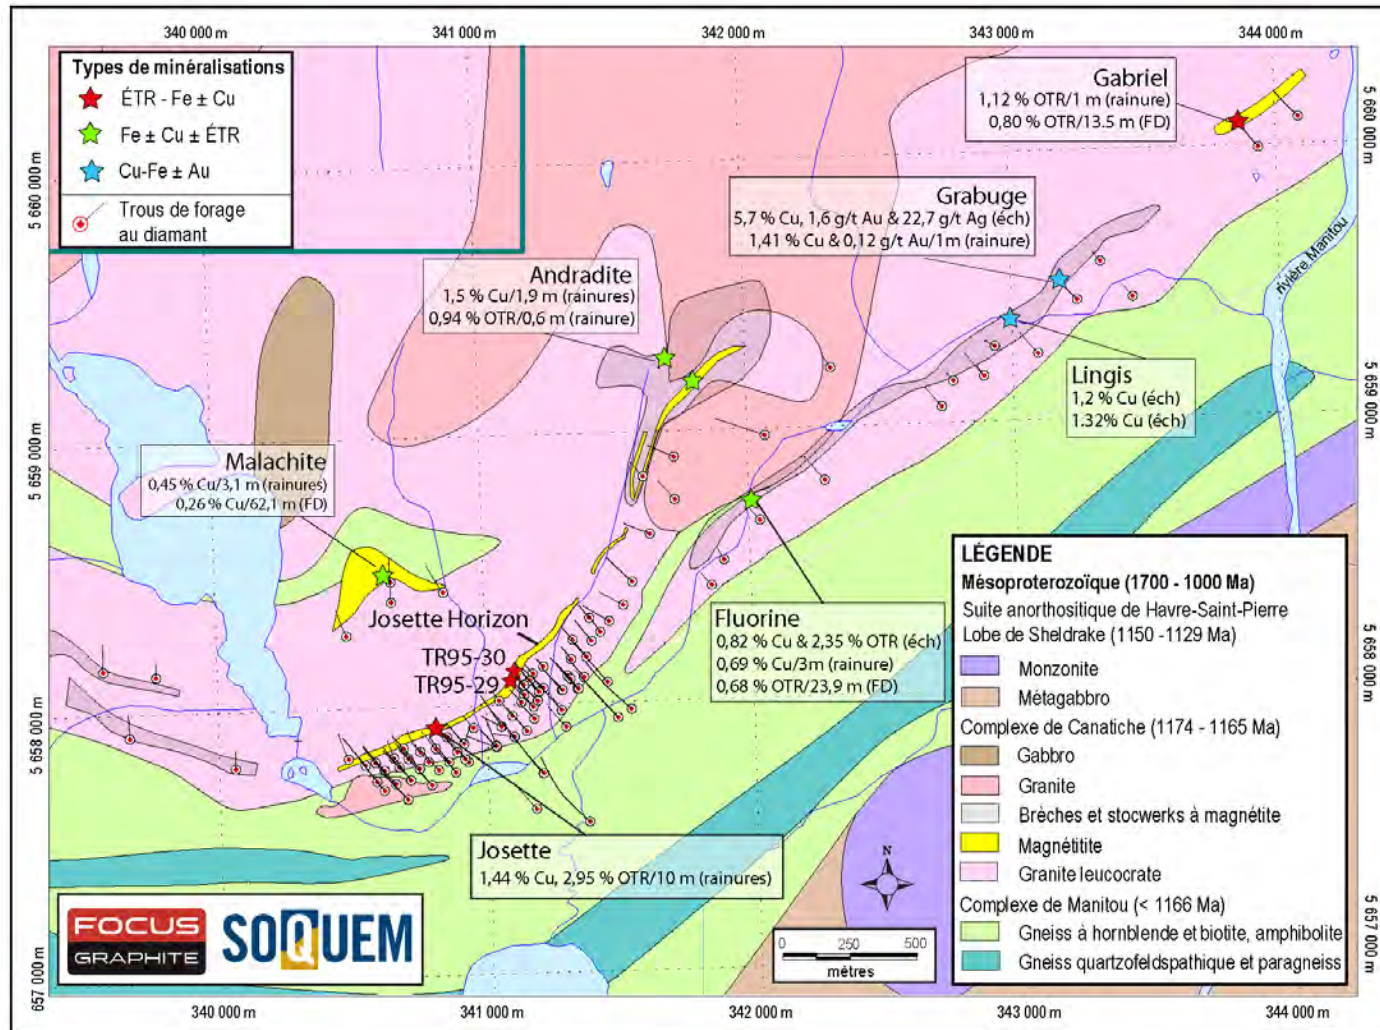 340 000 m
341 000 m
342 000 m
343 000 m
344 000 m
Types de minéralisations
ÉTR - Fe ± Cu
Fe ± Cu ± ÉTR
Cu-Fe ± Au
Trous de forage
au diamant
Gabriel
1,12 % OTR/1 m (rainure)
0,80 % OTR/13.5 m (FD)
Grabuge
5,7 % Cu, 1,6 g/t Au & 22,7 g/t Ag (éch)
1,41 % Cu & 0,12 g/t Au/1m (rainure)
Andradite
1,5 % Cu/1,9 m (rainures)
0,94 % OTR/0,6 m (rainure)
rivière Manitou
Lingis
1,2 % Cu (éch)
1.32% Cu (éch)
Malachite
0,45 % Cu/3,1 m (rainures)
0,26 % Cu/62,1 m (FD)
Josette Horizon
TR95-30
TR95-29
Fluorine
0,82 % Cu & 2,35 % OTR (éch)
0,69 % Cu/3m (rainure)
0,68 % OTR/23,9 m (FD)
Josette
1,44 % Cu, 2,95 % OTR/10 m (rainures)
LÉGENDE
Mésoproterozoïque (1700 - 1000 Ma)
Suite anorthositique de Havre-Saint-Pierre
Lobe de Sheldrake (1150 -1129 Ma)
Monzonite
Métagabbro
Complexe de Canatiche (1174 - 1165 Ma)
Gabbro
Granite
Brèches et stocwerks à magnétite
Magnétitite
Granite leucocrate
Complexe de Manitou (< 1166 Ma)
Gneiss à hornblende et biotite, amphibolite
Gneiss quartzofeldspathique et paragneiss
N
0 250 500
mètres
FOCUS
GRAPHITE
SOQUEM
5 660 000 m
5 659 000 m
5 658 000 m
657 000 m
5 660 000 m
5 659 000 m
5 658 000 m
5 657 000 m
340 000 m
341 000 m
342 000 m
343 000 m
344 000 m